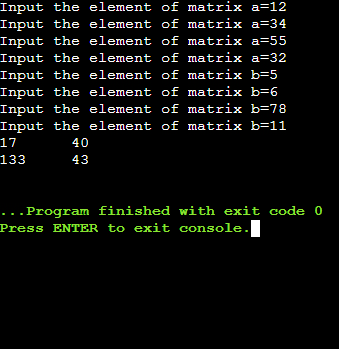 Input the element of matrix a=12
Input the element of matrix a=34
Input the element of matrix a=55
Input the element of matrix a=32
Input the element of matrix b=5
Input the element of matrix b=6
Input the element of matrix b=78
Input the element of matrix b=11
17      40
133     43
...Program finished with exit code 0
Press ENTER to exit console.